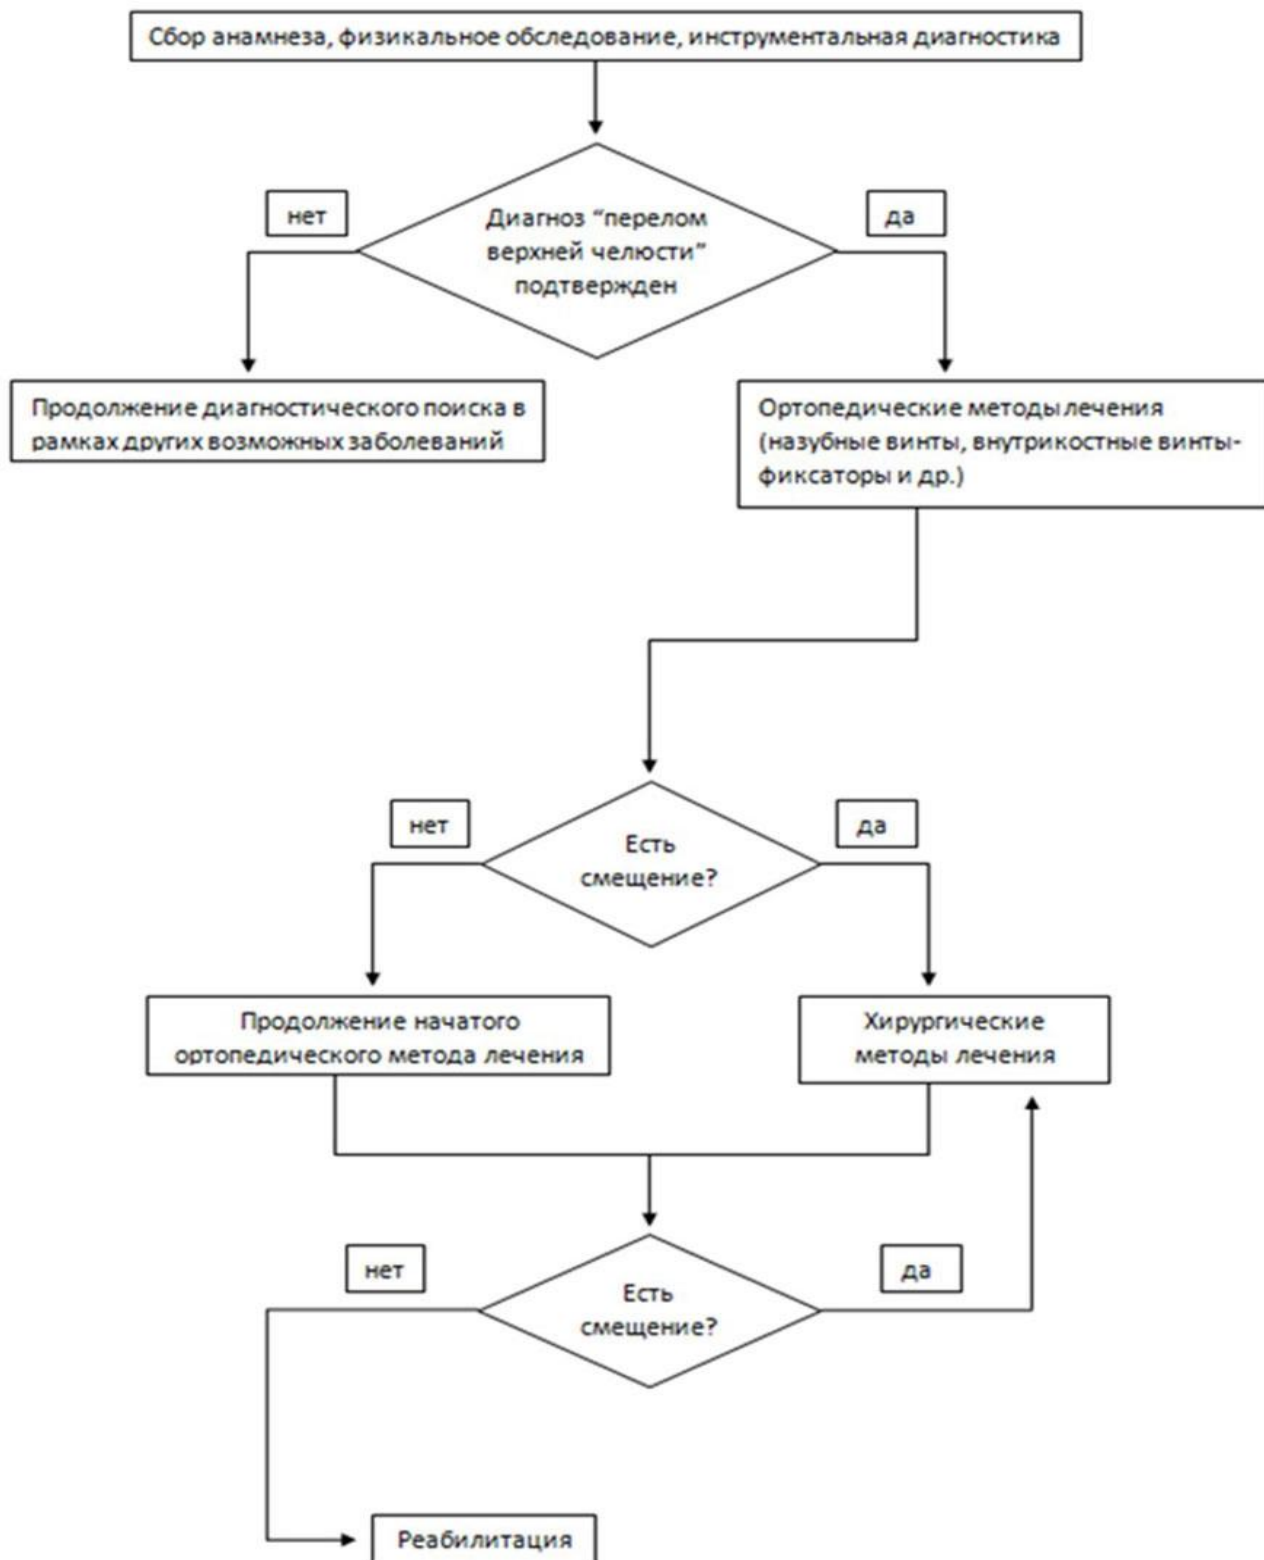 Сбор анамнеза, физикальное обследование, инструментальная диагностика
нет
да
Диагноз “перелом
верхней челюсти”
подтвержден
Продолжение диагностического поиска в
рамках других возможных заболеваний
Ортопедические методы лечения
(назубные винты, внутрикостные винты-
фиксаторы и др.)
нет
да
Есть
смещение?
Продолжение начатого
ортопедического метода лечения
Хирургические
методы лечения
нет
да
Есть
смещение?
Реабилитация